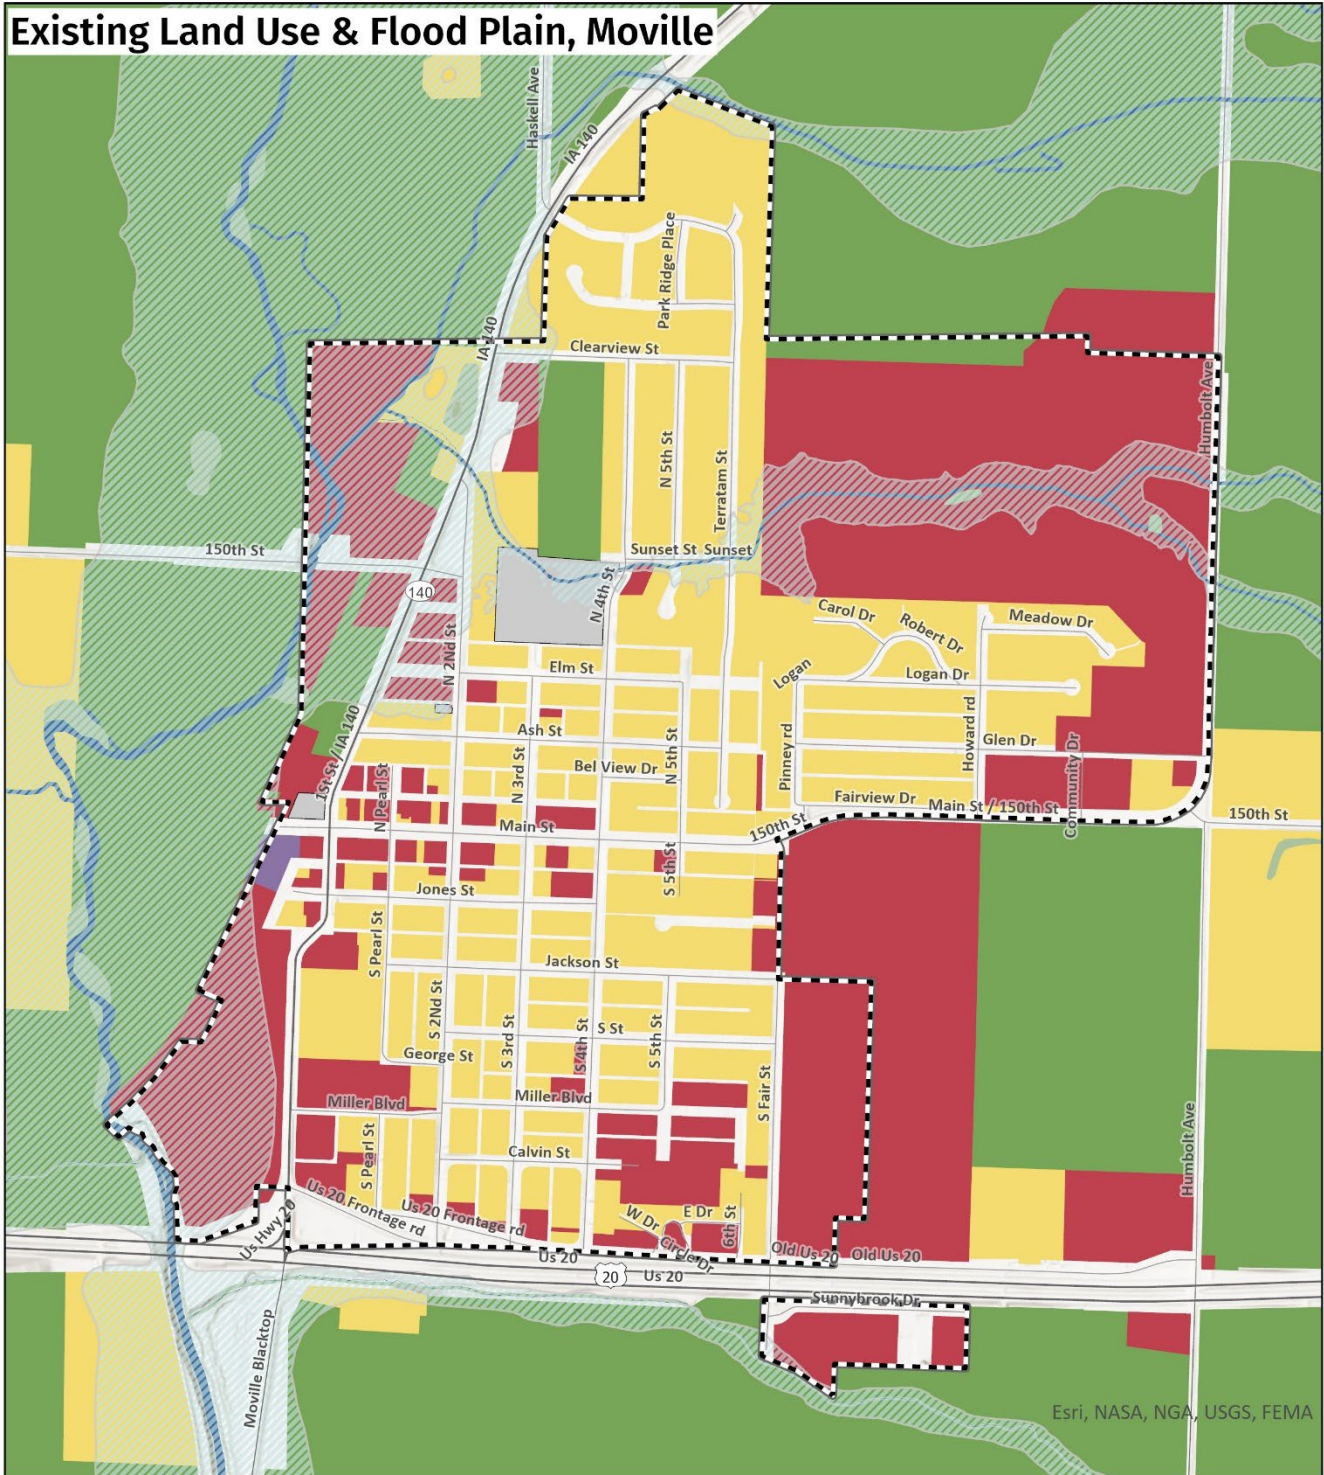 Existing Land Use & Flood Plain, Moville
Haskell Ave
IA 140
Park Ridge Place
IA 140
Clearview St
Humbolt Ave
N 5th St
Terratam St
150th St
Sunset St
Sunset
140
N 4th St
Carol Dr
Robert Dr
Meadow Dr
N 2Nd St
Elm St
Logan
Logan Dr
1St St / IA 140
Ash St
N 3rd St
N 5th St
Bel View Dr
Pinney rd
Howard rd
Glen Dr
Community Dr
N Pearl St
Fairview Dr
Main St / 150th St
150th St
Main St
150th St
S 5th St
Jones St
S Pearl St
Jackson St
S 2Nd St
S 3rd St
S 4th St
S St
S 5th St
George St
S Fair St
Miller Blvd
Miller Blvd
Humbolt Ave
S Pearl St
Calvin St
Us 20 Frontage rd
Us 20 Frontage rd
W Dr
E Dr
6th St
Circle Dr
Us Hwy 20
Us 20
Old Us 20
Old Us 20
20
Us 20
Sunnybrook Dr
Moville Blacktop
Esri, NASA, NGA, USGS, FEMA